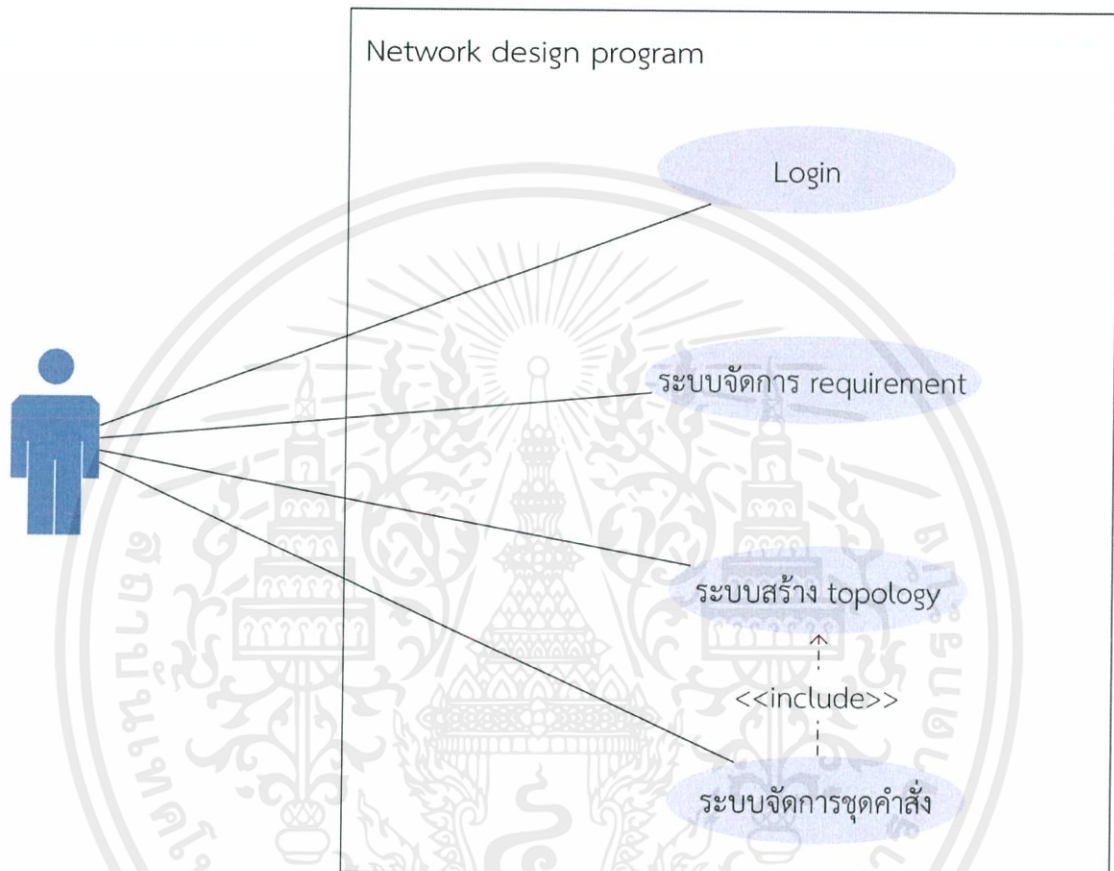 Network design program
Login
ระบบจัดการ requirement
ระบบสร้าง topology
<<include>>
ระบบจัดการชุดคำสั่ง